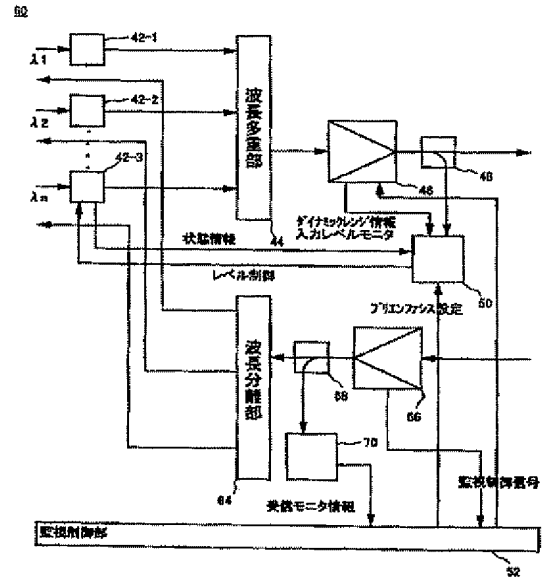 60
42-1
λ1
42-2
λ2
42-3
λn
波長多重部
44
46
48
ダイナミックレンジ情報
入力レベルモニタ
状態情報
レベル制御
50
プリエンファシス設定
波長分離部
64
68
66
70
監視制御信号
受信モニタ情報
監視制御部
52